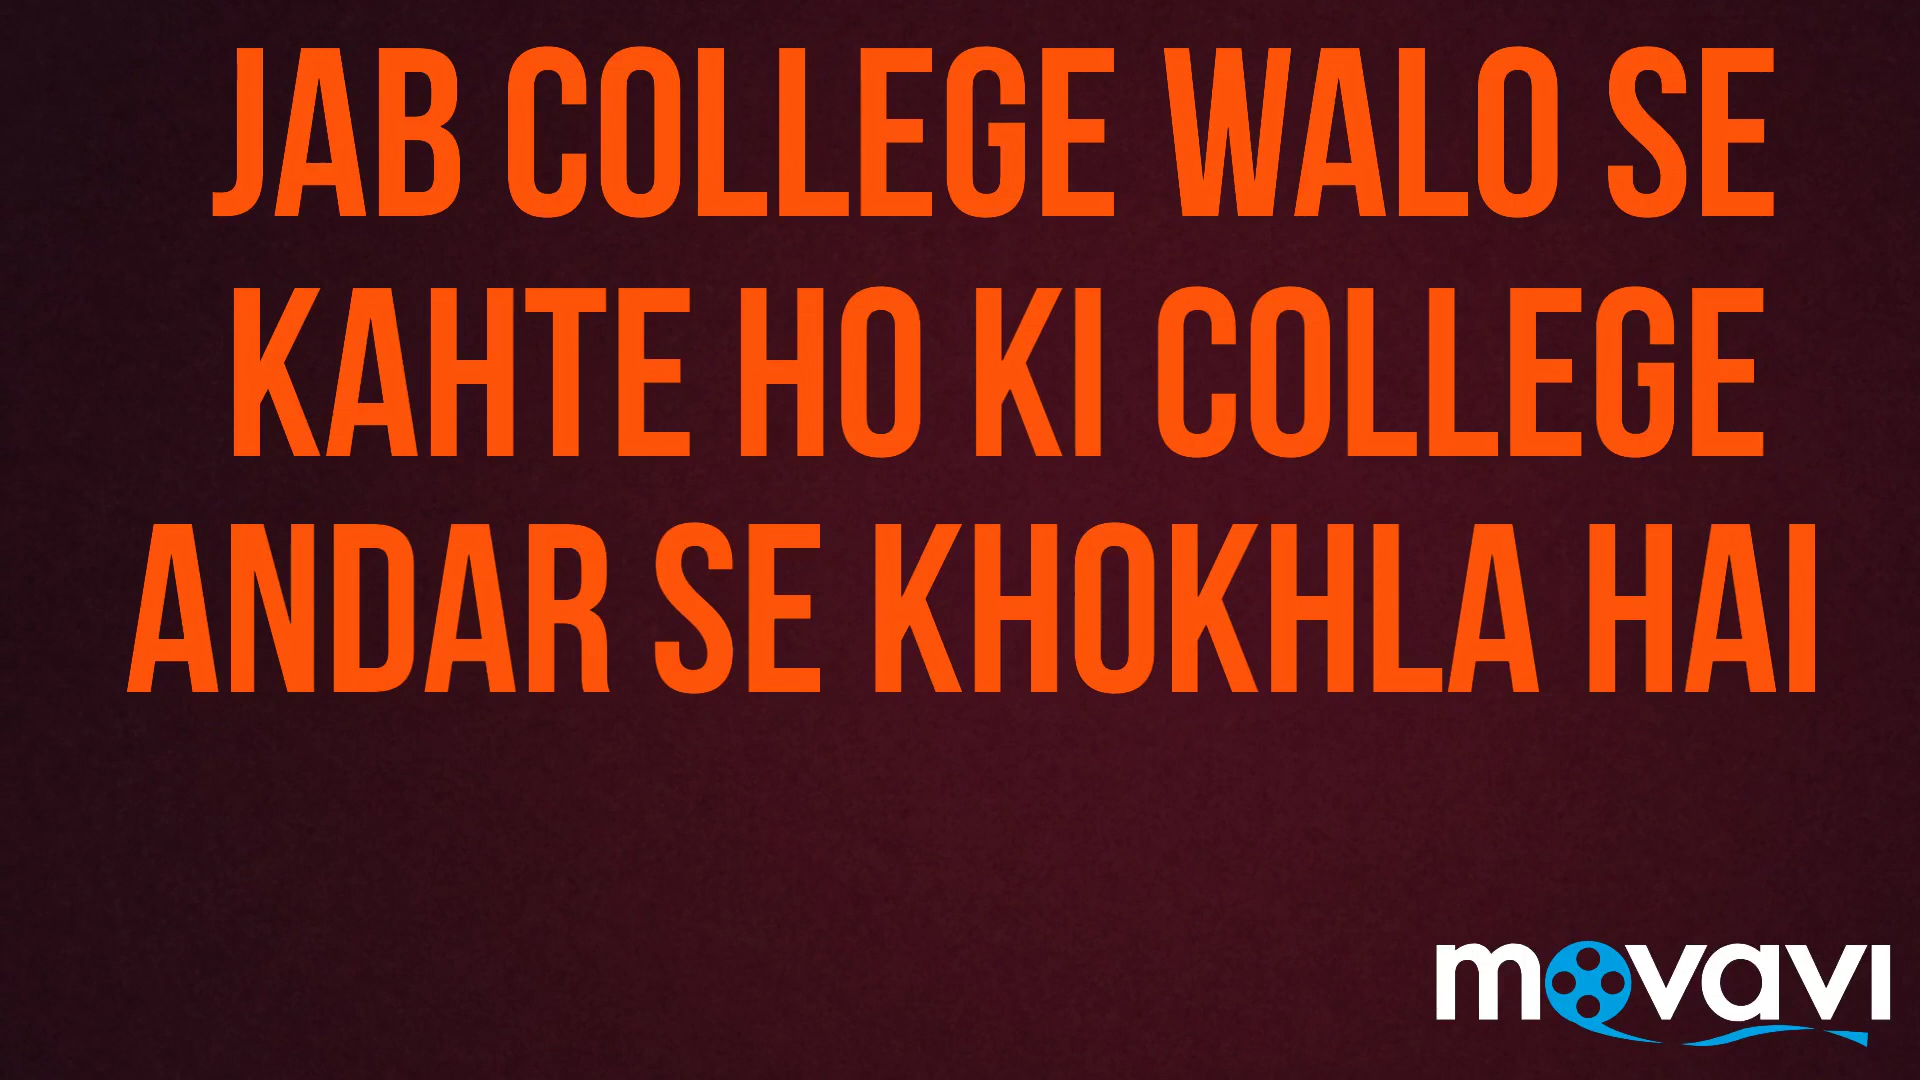 JAB COLLEGE WALO SE
KAHTE HO KI COLLEGE
ANDAR SE KHOKHLA HAI
movavi